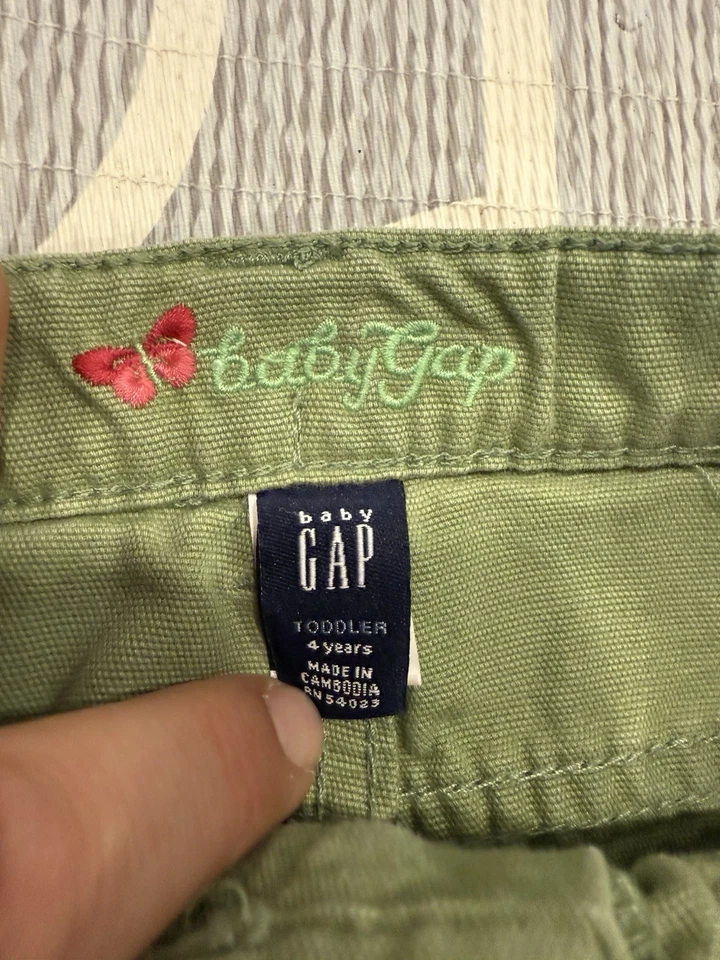 babyGap
baby
GAP
TODDLER
4 years
MADE IN
CAMBODIA
RN 54023